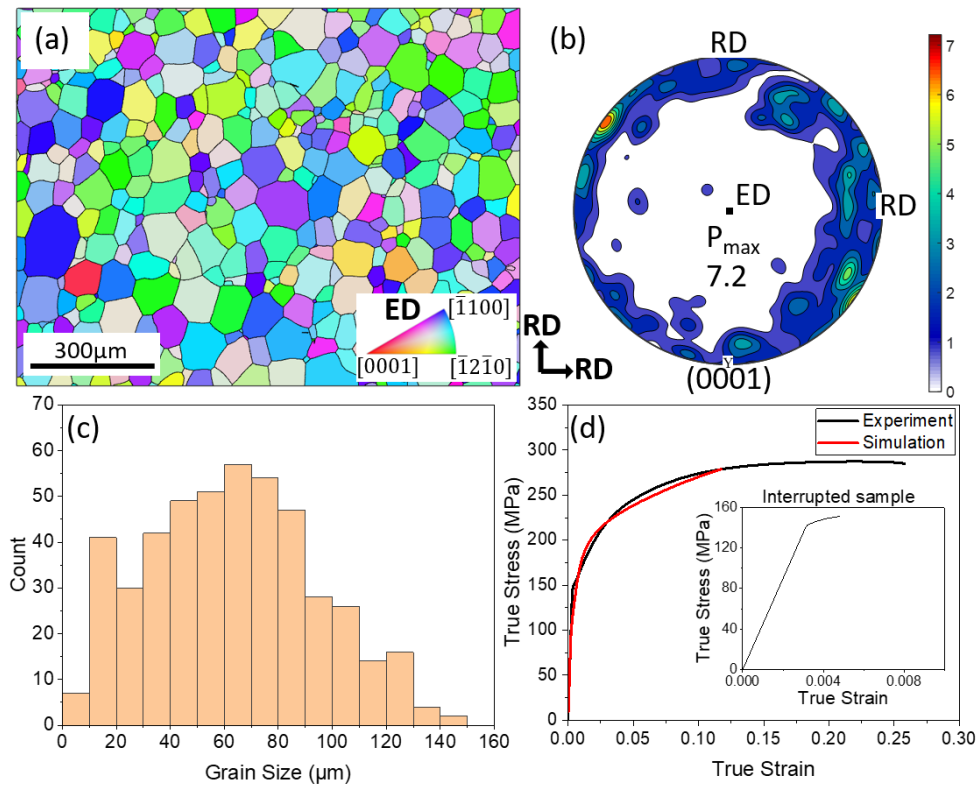 (a)
300μm
ED
[1̅100]
[0001]
[1̅21̅0]
RD
RD
(b)
RD
RD
ED
Pmax
7.2
Y
(0001)
7
6
5
4
3
2
1
0
(c)
70
60
50
40
30
20
10
0
Count
0 20 40 60 80 100 120 140 160
Grain Size (μm)
(d)
350
300
250
200
150
100
50
0
True Stress (MPa)
Experiment
Simulation
Interrupted sample
160
120
80
40
0
True Stress (MPa)
0.000 0.004 0.008
True Strain
0.00 0.05 0.10 0.15 0.20 0.25 0.30
True Strain